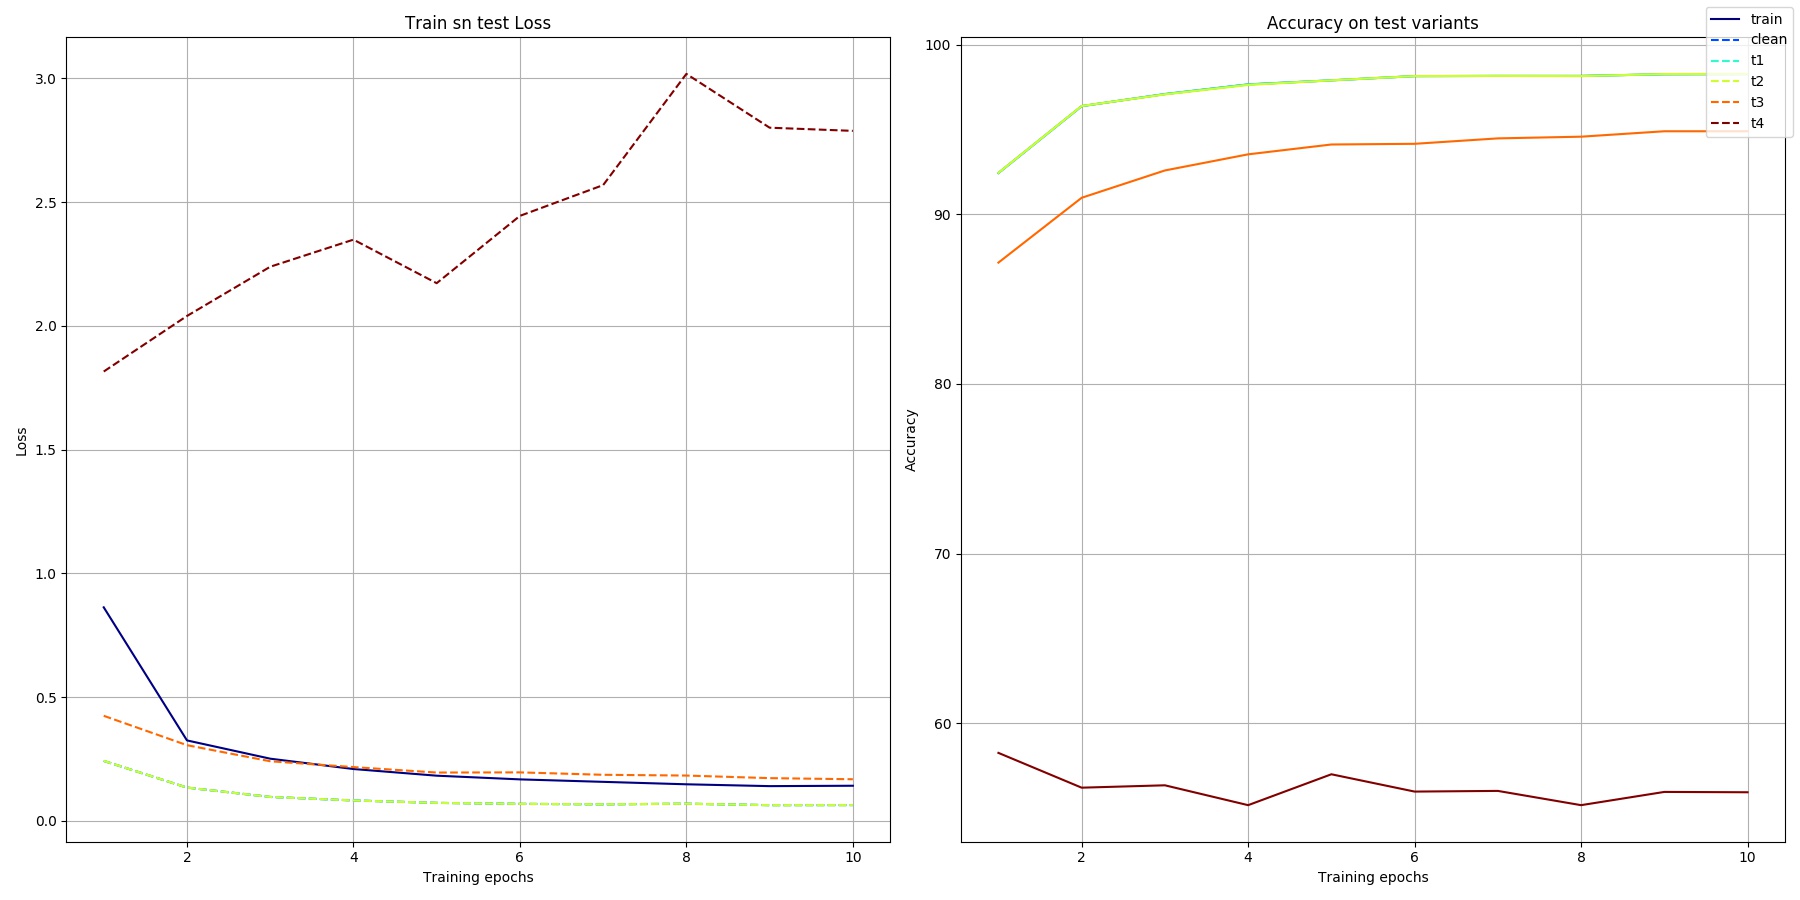 Train sn test Loss
3.0
2.5
2.0
1.5
1.0
0.5
0.0
Loss
2 4 6 8 10
Training epochs
Accuracy on test variants
100
90
80
70
60
Accuracy
2 4 6 8 10
Training epochs
train
clean
t1
t2
t3
t4